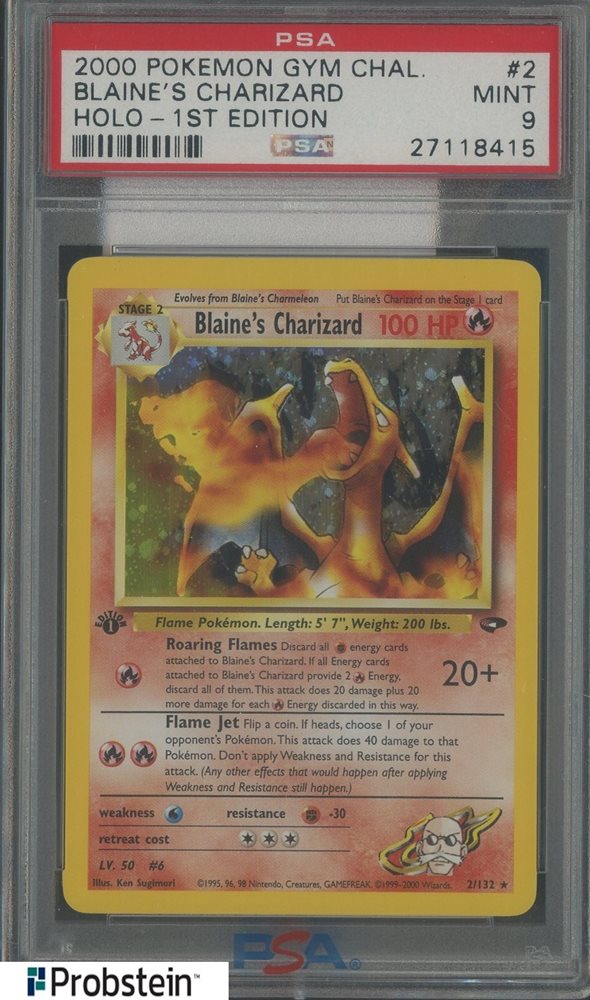 PSA
2000 POKEMON GYM CHAL. #2
BLAINE'S CHARIZARD MINT
HOLO - 1ST EDITION 9
PSA 27118415
Evolves from Blaine's Charmeleon Put Blaine's Charizard on the Stage 1 card
STAGE 2
Blaine's Charizard 100 HP
EDITION
1
Flame Pokémon. Length: 5' 7", Weight: 200 lbs.
Roaring Flames Discard all energy cards
attached to Blaine's Charizard. If all Energy cards
attached to Blaine's Charizard provide 2 Energy,
discard all of them. This attack does 20 damage plus 20
more damage for each Energy discarded in this way.
20+
Flame Jet Flip a coin. If heads, choose 1 of your
opponent's Pokémon. This attack does 40 damage to that
Pokémon. Don't apply Weakness and Resistance for this
attack. (Any other effects that would happen after applying
Weakness and Resistance still happen.)
weakness resistance -30
retreat cost
LV. 50 #6
Illus. Ken Sugimori ©1995, 96, 98 Nintendo, Creatures, GAMEFREAK. ©1999-2000 Wizards. 2/132 ★
PSA®
Probstein™